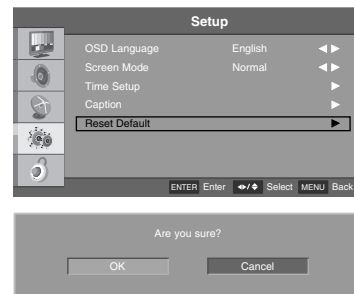 Setup
OSD Language English
Screen Mode Normal
Time Setup
Caption
Reset Default
ENTER Enter Select MENU Back
Are you sure?
OK Cancel